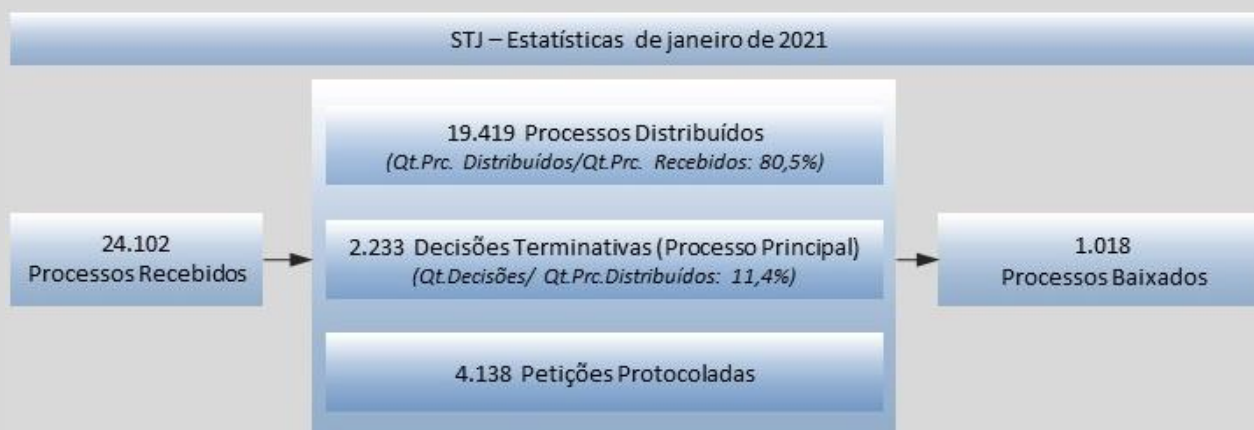 STJ – Estatísticas de janeiro de 2021
19.419 Processos Distribuídos
(Qt.Prc. Distribuídos/Qt.Prc. Recebidos: 80,5%)
24.102
Processos Recebidos
2.233 Decisões Terminativas (Processo Principal)
(Qt.Decisões/ Qt.Prc.Distribuídos: 11,4%)
4.138 Petições Protocoladas
1.018
Processos Baixados